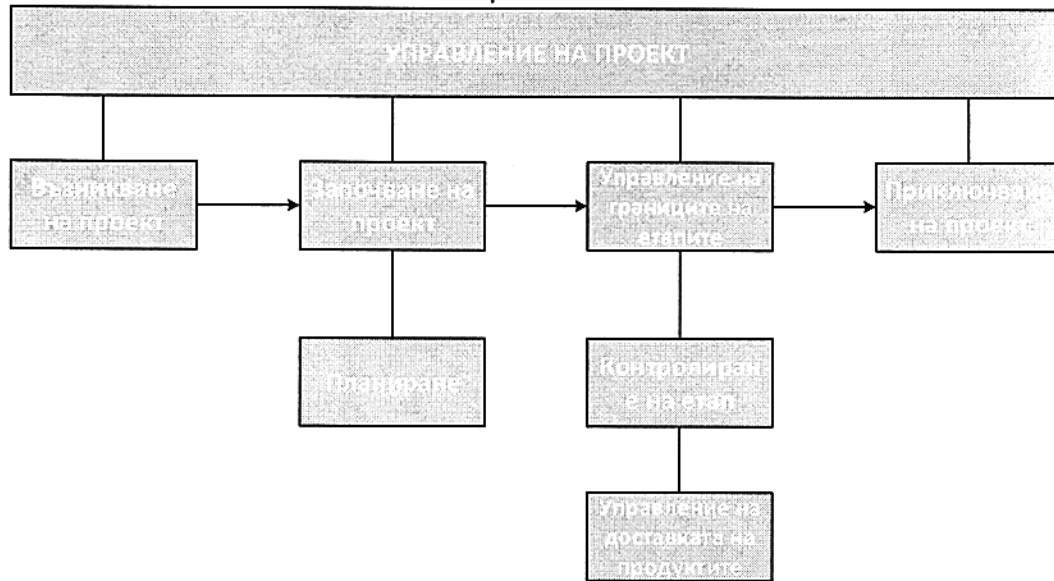 УПРАВЛЕНИЕ НА ПРОЕКТ
Възникване
на проект
Започване на
проект
Управление на
границите на
етапите
Приключване
на проект
Планиране
Контролиран
е на етап
Управление на
доставката на
продуктите